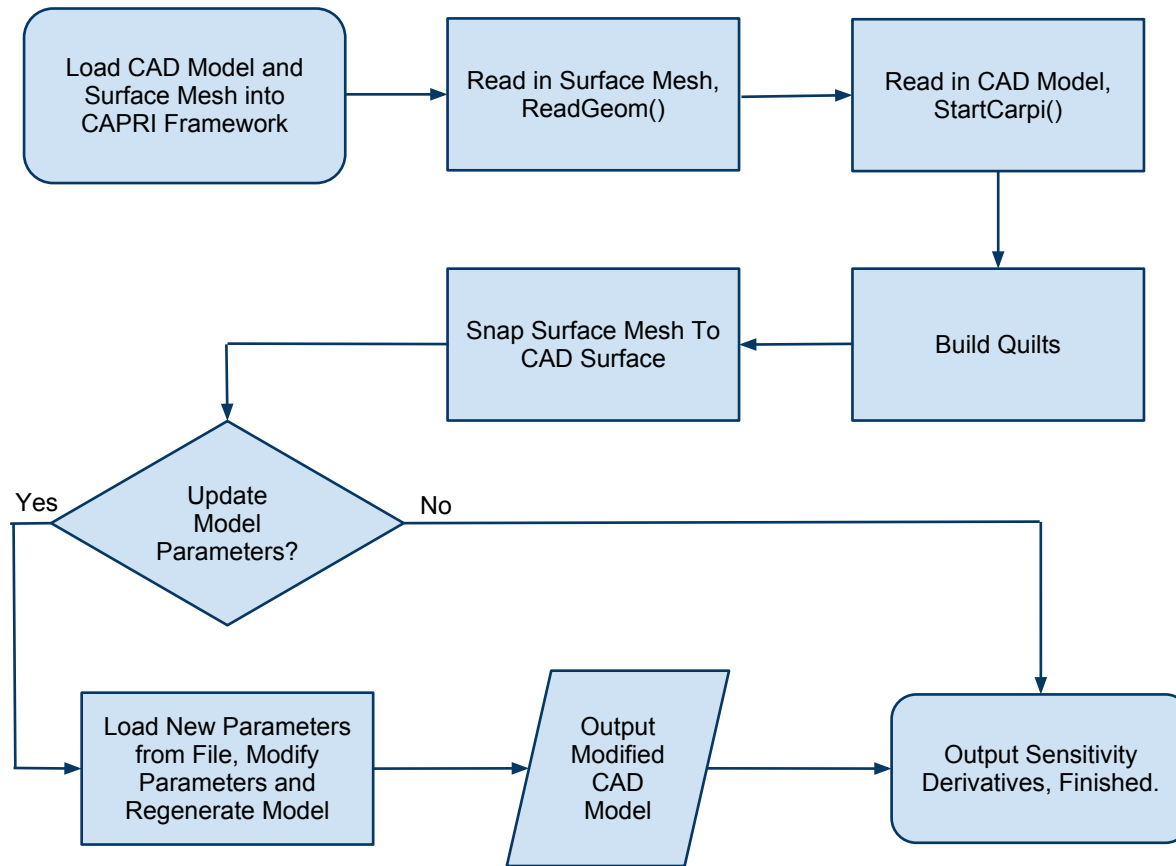 Load CAD Model and
Surface Mesh into
CAPRI Framework
Read in Surface Mesh,
ReadGeom()
Read in CAD Model,
StartCarpi()
Snap Surface Mesh To
CAD Surface
Build Quilts
Yes
Update
Model
Parameters?
No
Load New Parameters
from File, Modify
Parameters and
Regenerate Model
Output
Modified
CAD
Model
Output Sensitivity
Derivatives, Finished.